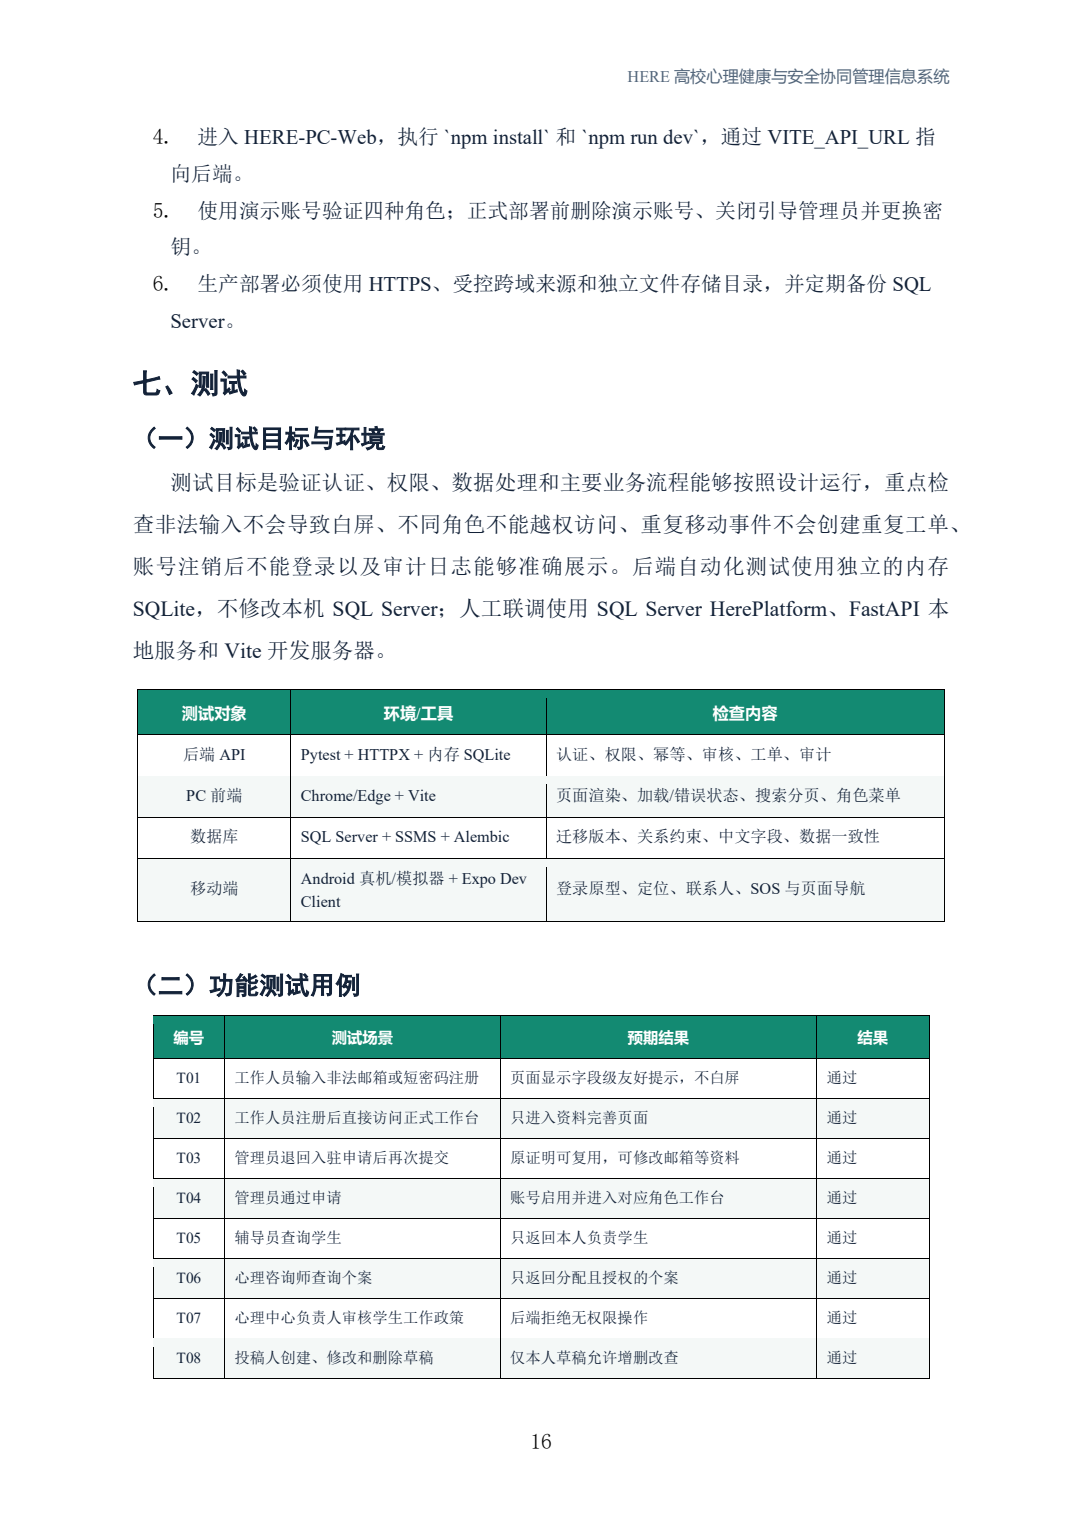 HERE 高校心理健康与安全协同管理信息系统
4. 进入 HERE-PC-Web，执行 `npm install` 和 `npm run dev`，通过 VITE_API_URL 指
向后端。
5. 使用演示账号验证四种角色；正式部署前删除演示账号、关闭引导管理员并更换密
钥。
6. 生产部署必须使用 HTTPS、受控跨域来源和独立文件存储目录，并定期备份 SQL
Server。
七、测试
（一）测试目标与环境
测试目标是验证认证、权限、数据处理和主要业务流程能够按照设计运行，重点检
查非法输入不会导致白屏、不同角色不能越权访问、重复移动事件不会创建重复工单、
账号注销后不能登录以及审计日志能够准确展示。后端自动化测试使用独立的内存
SQLite，不修改本机 SQL Server；人工联调使用 SQL Server HerePlatform、FastAPI 本
地服务和 Vite 开发服务器。
测试对象 环境/工具 检查内容
后端 API Pytest + HTTPX + 内存 SQLite 认证、权限、幂等、审核、工单、审计
PC 前端 Chrome/Edge + Vite 页面渲染、加载/错误状态、搜索分页、角色菜单
数据库 SQL Server + SSMS + Alembic 迁移版本、关系约束、中文字段、数据一致性
移动端 Android 真机/模拟器 + Expo Dev Client 登录原型、定位、联系人、SOS 与页面导航
（二）功能测试用例
编号 测试场景 预期结果 结果
T01 工作人员输入非法邮箱或短密码注册 页面显示字段级友好提示，不白屏 通过
T02 工作人员注册后直接访问正式工作台 只进入资料完善页面 通过
T03 管理员退回入驻申请后再次提交 原证明可复用，可修改邮箱等资料 通过
T04 管理员通过申请 账号启用并进入对应角色工作台 通过
T05 辅导员查询学生 只返回本人负责学生 通过
T06 心理咨询师查询个案 只返回分配且授权的个案 通过
T07 心理中心负责人审核学生工作政策 后端拒绝无权限操作 通过
T08 投稿人创建、修改和删除草稿 仅本人草稿允许增删改查 通过
16